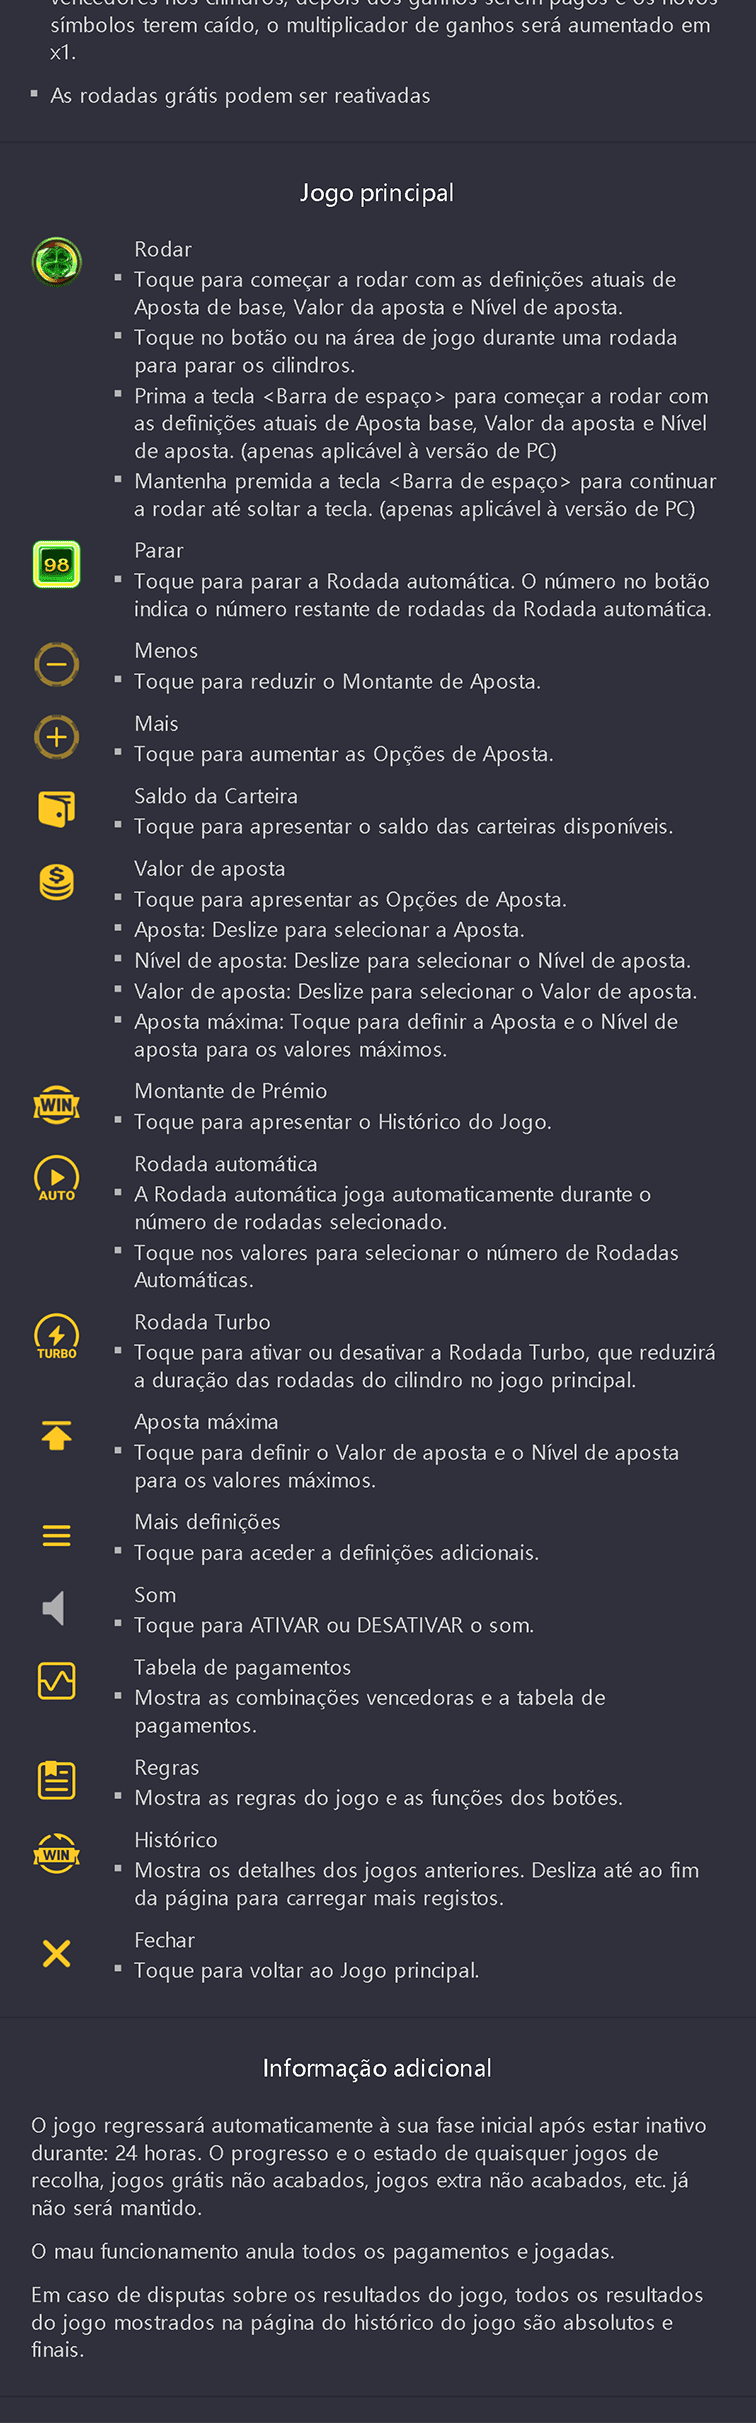 vencedores nos cilindros, depois dos ganhos serem pagos e os novos
símbolos terem caído, o multiplicador de ganhos será aumentado em
x1.
▪ As rodadas grátis podem ser reativadas
Jogo principal
Rodar
▪ Toque para começar a rodar com as definições atuais de
Aposta de base, Valor da aposta e Nível de aposta.
▪ Toque no botão ou na área de jogo durante uma rodada
para parar os cilindros.
▪ Prima a tecla <Barra de espaço> para começar a rodar com
as definições atuais de Aposta base, Valor da aposta e Nível
de aposta. (apenas aplicável à versão de PC)
▪ Mantenha premida a tecla <Barra de espaço> para continuar
a rodar até soltar a tecla. (apenas aplicável à versão de PC)
98
Parar
▪ Toque para parar a Rodada automática. O número no botão
indica o número restante de rodadas da Rodada automática.
Menos
▪ Toque para reduzir o Montante de Aposta.
Mais
▪ Toque para aumentar as Opções de Aposta.
Saldo da Carteira
▪ Toque para apresentar o saldo das carteiras disponíveis.
$
Valor de aposta
▪ Toque para apresentar as Opções de Aposta.
▪ Aposta: Deslize para selecionar a Aposta.
▪ Nível de aposta: Deslize para selecionar o Nível de aposta.
▪ Valor de aposta: Deslize para selecionar o Valor de aposta.
▪ Aposta máxima: Toque para definir a Aposta e o Nível de
aposta para os valores máximos.
WIN
Montante de Prémio
▪ Toque para apresentar o Histórico do Jogo.
AUTO
Rodada automática
▪ A Rodada automática joga automaticamente durante o
número de rodadas selecionado.
▪ Toque nos valores para selecionar o número de Rodadas
Automáticas.
TURBO
Rodada Turbo
▪ Toque para ativar ou desativar a Rodada Turbo, que reduzirá
a duração das rodadas do cilindro no jogo principal.
Aposta máxima
▪ Toque para definir o Valor de aposta e o Nível de aposta
para os valores máximos.
Mais definições
▪ Toque para aceder a definições adicionais.
Som
▪ Toque para ATIVAR ou DESATIVAR o som.
Tabela de pagamentos
▪ Mostra as combinações vencedoras e a tabela de
pagamentos.
Regras
▪ Mostra as regras do jogo e as funções dos botões.
WIN
Histórico
▪ Mostra os detalhes dos jogos anteriores. Desliza até ao fim
da página para carregar mais registos.
Fechar
▪ Toque para voltar ao Jogo principal.
Informação adicional
O jogo regressará automaticamente à sua fase inicial após estar inativo
durante: 24 horas. O progresso e o estado de quaisquer jogos de
recolha, jogos grátis não acabados, jogos extra não acabados, etc. já
não será mantido.
O mau funcionamento anula todos os pagamentos e jogadas.
Em caso de disputas sobre os resultados do jogo, todos os resultados
do jogo mostrados na página do histórico do jogo são absolutos e
finais.